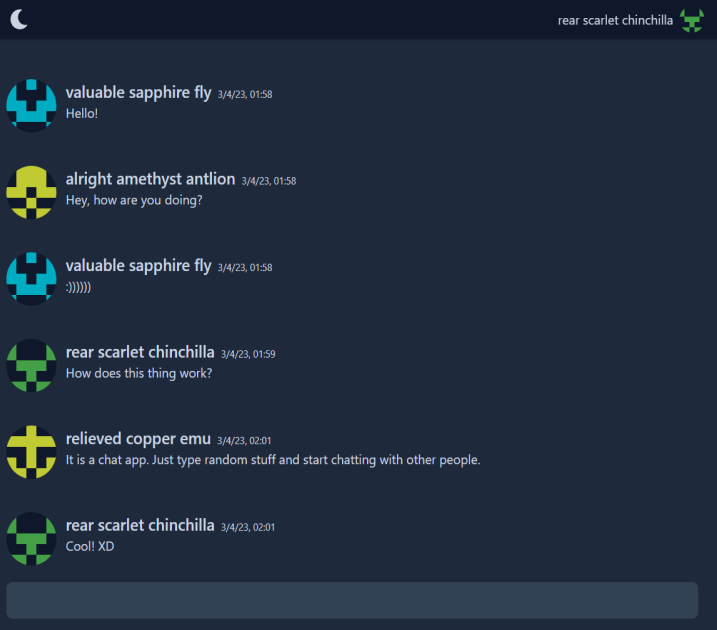 rear scarlet chinchilla
valuable sapphire fly 3/4/23, 01:58
Hello!
alright amethyst antlion 3/4/23, 01:58
Hey, how are you doing?
valuable sapphire fly 3/4/23, 01:58
:))))))
rear scarlet chinchilla 3/4/23, 01:59
How does this thing work?
relieved copper emu 3/4/23, 02:01
It is a chat app. Just type random stuff and start chatting with other people.
rear scarlet chinchilla 3/4/23, 02:01
Cool! XD